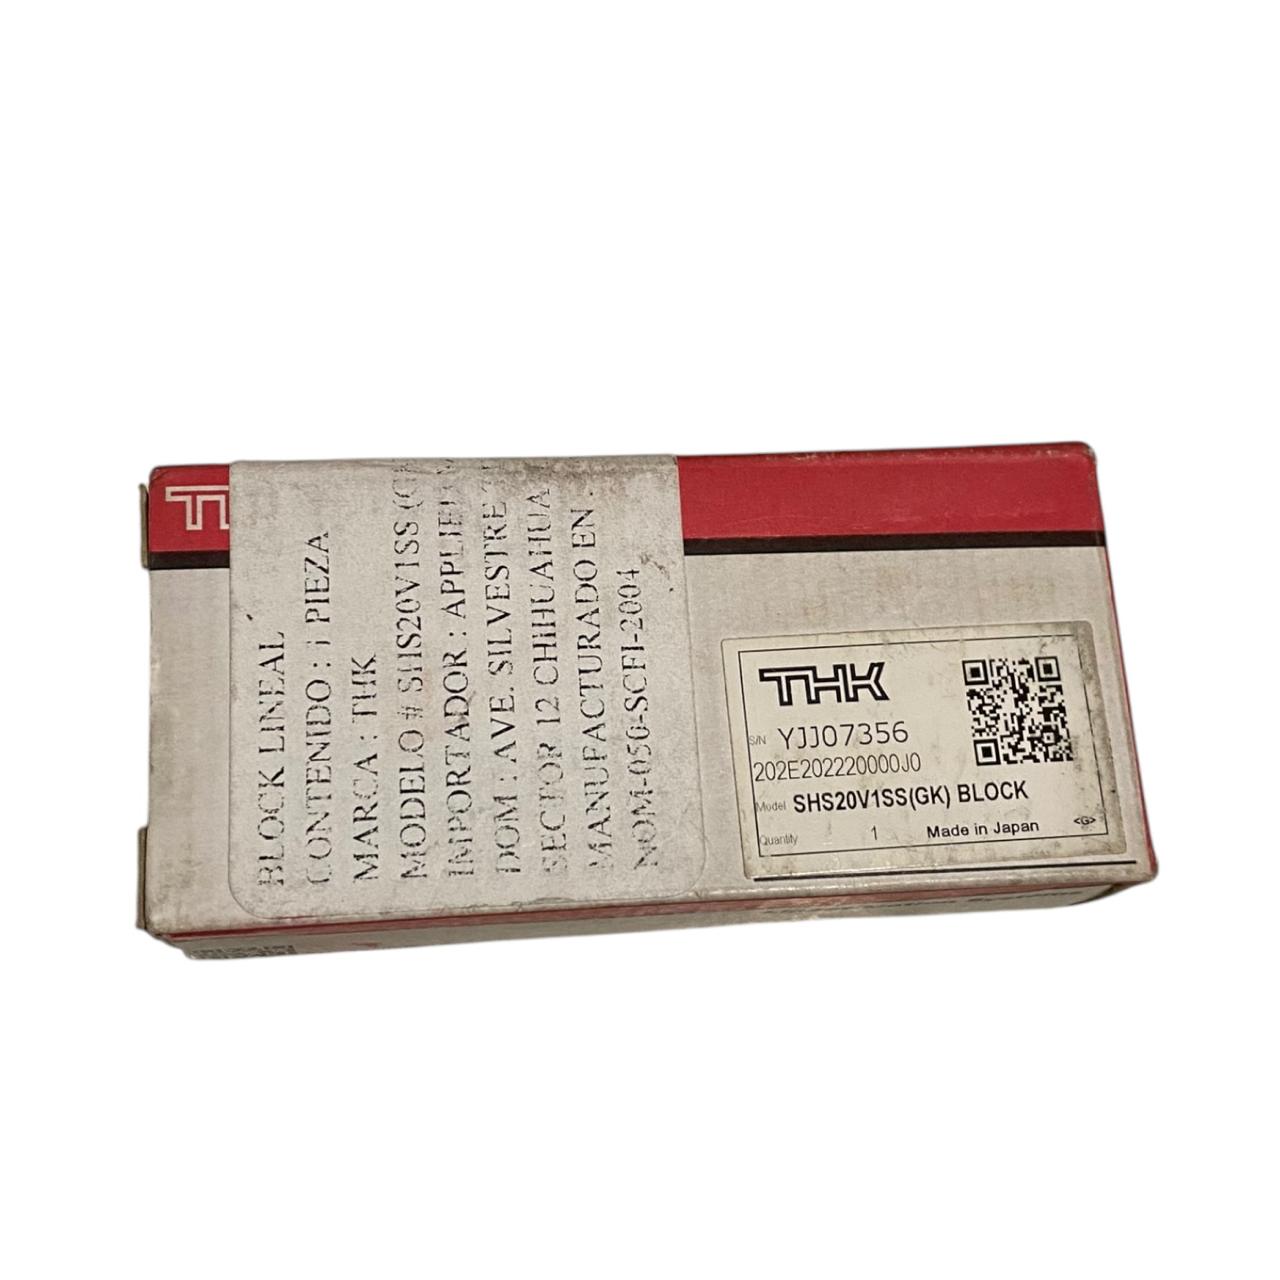 BLOCK LINEAL
CONTENIDO : 1 PIEZA
MARCA : THK
MODELO # SHS20V1SS
IMPORTADOR : APPLIED
DOM : AVE. SILVESTRE
SECTOR 12 CHIHUAHUA
MANUFACTURADO EN
NOM-050-SCFI-2004
THK
S/N YJJ07356
202E202220000J0
Model SHS20V1SS(GK) BLOCK
Quantity 1 Made in Japan <G>